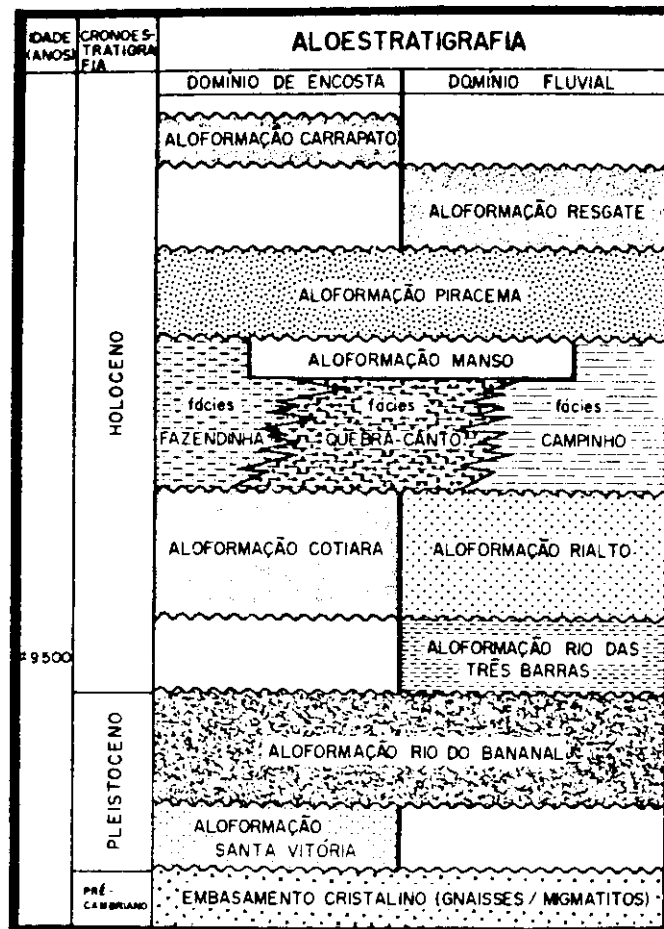 IDADE
(ANOS)
CRONOES-
TRATIGRA
FIA
ALOESTRATIGRAFIA
DOMÍNIO DE ENCOSTA
DOMÍNIO FLUVIAL
ALOFORMAÇÃO CARRAPATO
ALOFORMAÇÃO RESGATE
ALOFORMAÇÃO PIRACEMA
HOLOCENO
ALOFORMAÇÃO MANSO
fácies
FAZENDINHA
fácies
QUEBRA-CANTO
fácies
CAMPINHO
ALOFORMAÇÃO COTIARA
ALOFORMAÇÃO RIALTO
±9500
ALOFORMAÇÃO RIO DAS
TRÊS BARRAS
PLEISTOCENO
ALOFORMAÇÃO RIO DO BANANAL
ALOFORMAÇÃO
SANTA VITÓRIA
PRÉ-
CAMBRIANO
EMBASAMENTO CRISTALINO (GNAISSES / MIGMATITOS)